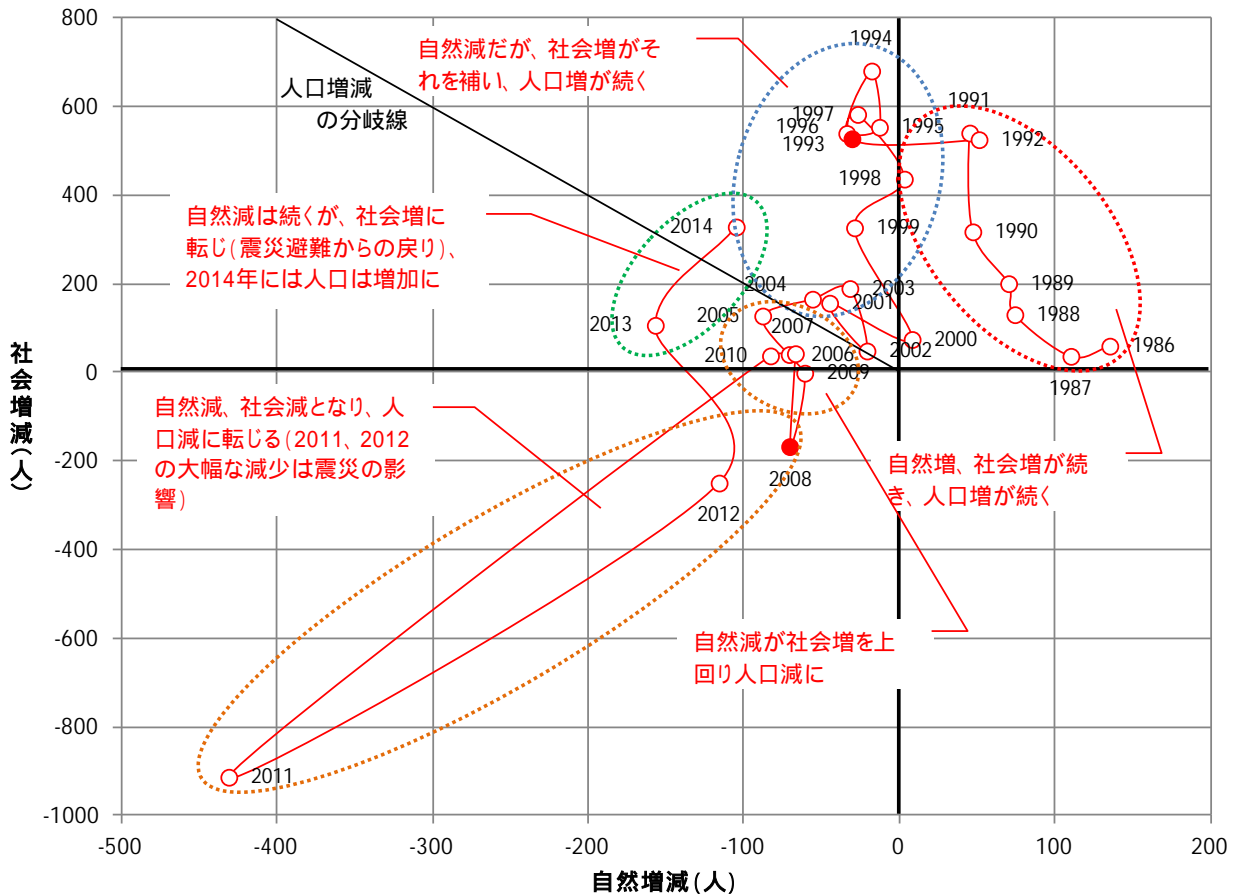 800
600
400
200
0
-200
-400
-600
-800
-1000
-500
-400
-300
-200
-100
0
100
200
社会増減(人)
自然増減(人)
人口増減
の分岐線
自然減だが、社会増がそ
れを補い、人口増が続く
自然減は続くが、社会増に
転じ(震災避難からの戻り)、
2014年には人口は増加に
自然減、社会減となり、人
口減に転じる(2011、2012
の大幅な減少は震災の影
響)
自然増、社会増が続
き、人口増が続く
自然減が社会増を上
回り人口減に
1994
1997
1996
1993
1995
1991
1992
1998
1990
1999
1989
1988
1986
1987
2014
2013
2004
2003
2005
2001
2007
2000
2010
2006
2002
2009
2008
2012
2011